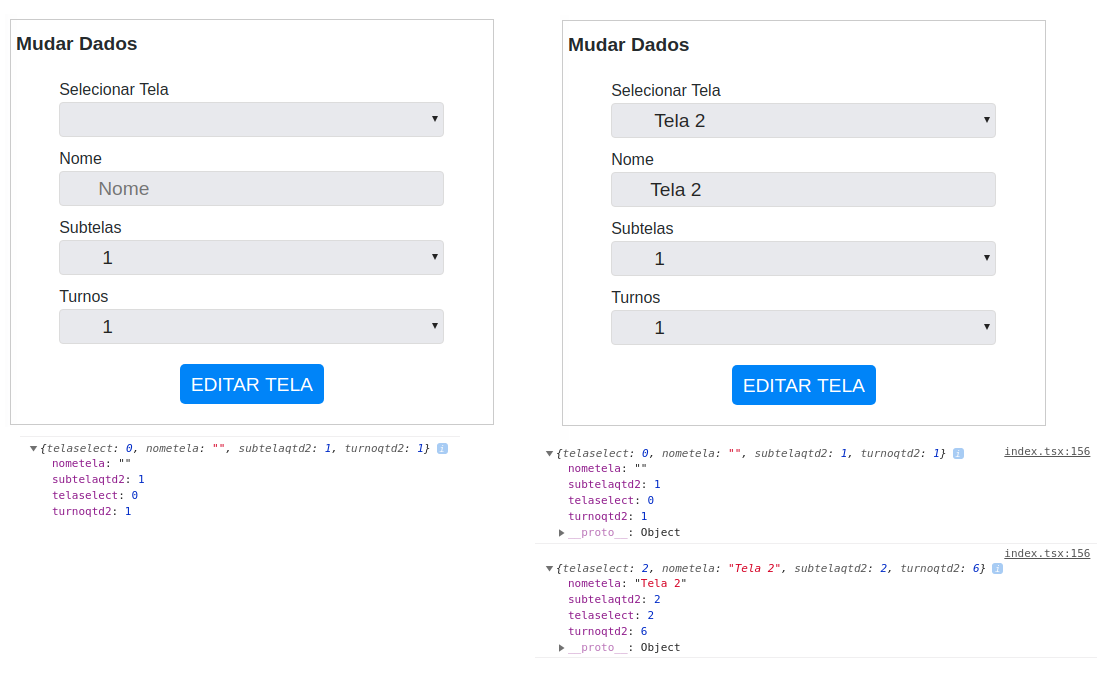 Mudar Dados
Selecionar Tela
Nome
Nome
Subtelas
1
Turnos
1
EDITAR TELA
{telaselect: 0, nometela: "", subtelaqtd2: 1, turnoqtd2: 1} i
nometela: ""
subtelaqtd2: 1
telaselect: 0
turnoqtd2: 1
Mudar Dados
Selecionar Tela
Tela 2
Nome
Tela 2
Subtelas
1
Turnos
1
EDITAR TELA
index.tsx:156
{telaselect: 0, nometela: "", subtelaqtd2: 1, turnoqtd2: 1} i
nometela: ""
subtelaqtd2: 1
telaselect: 0
turnoqtd2: 1
__proto__: Object
index.tsx:156
{telaselect: 2, nometela: "Tela 2", subtelaqtd2: 2, turnoqtd2: 6} i
nometela: "Tela 2"
subtelaqtd2: 2
telaselect: 2
turnoqtd2: 6
__proto__: Object